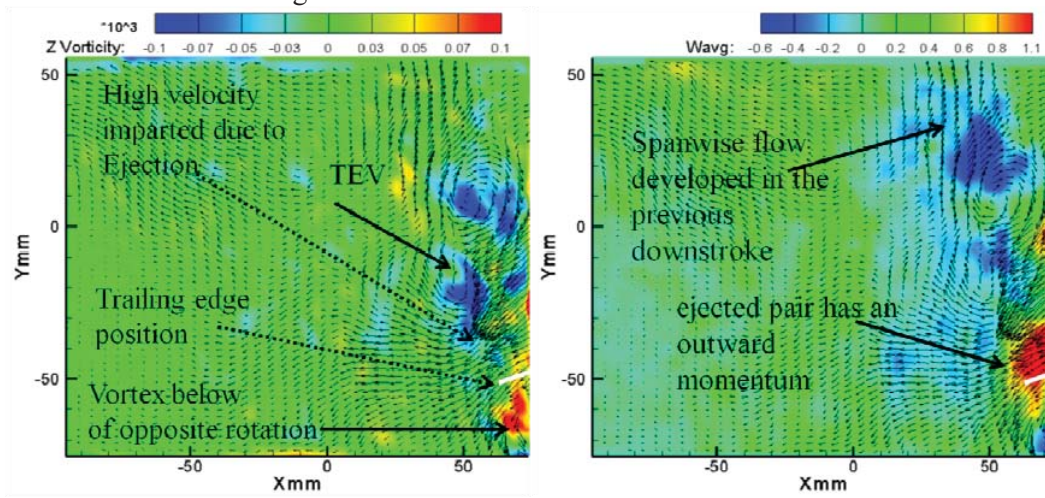 *10^3
Z Vorticity: -0.1 -0.07 -0.05 -0.03 0 0.03 0.05 0.07 0.1
50
0
-50
Ymm
High velocity
imparted due to
Ejection
TEV
Trailing edge
position
Vortex below
of opposite rotation
-50 0 50
Xmm
Wavg: -0.6 -0.4 -0.2 0 0.2 0.4 0.6 0.8 1.1
50
0
-50
Ymm
Spanwise flow
developed in the
previous
downstroke
ejected pair has an
outward
momentum
-50 0 50
Xmm